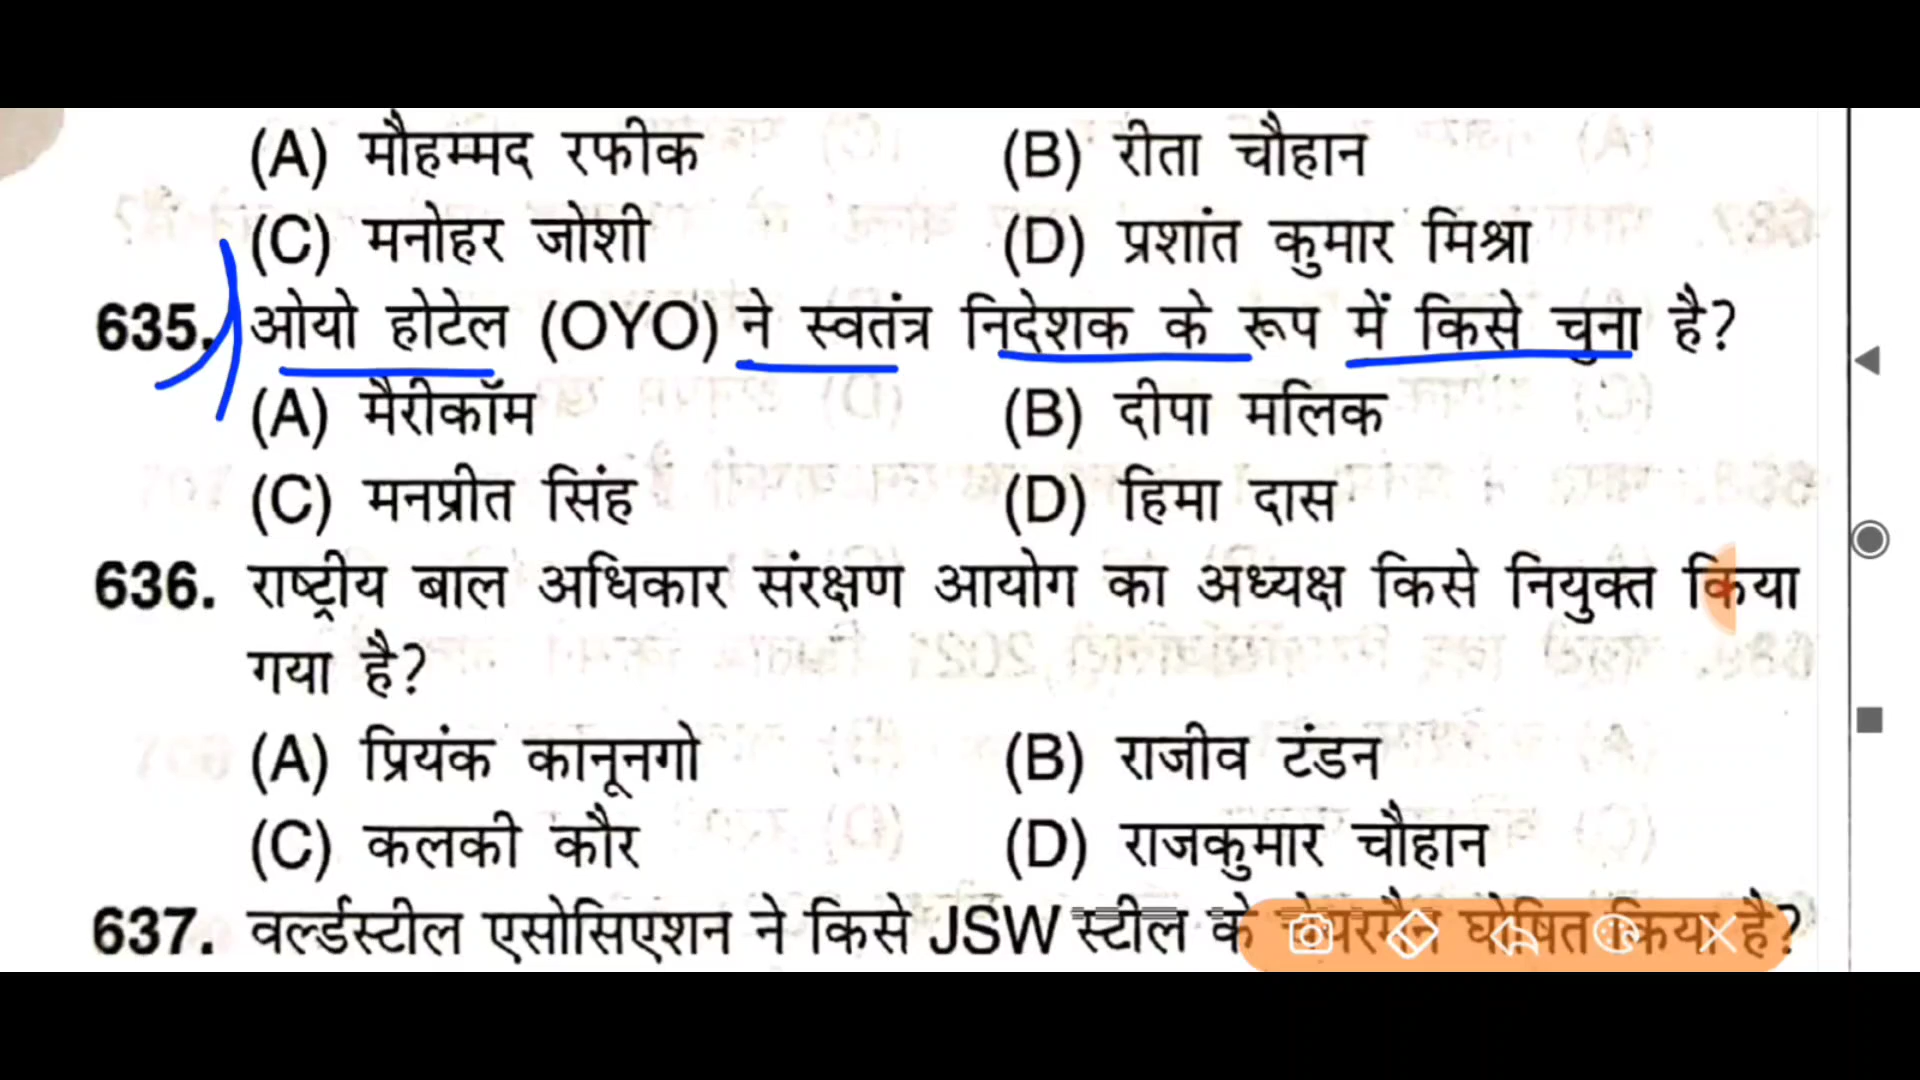 (A) मौहम्मद रफीक (B) रीता चौहान
(C) मनोहर जोशी (D) प्रशांत कुमार मिश्रा
635. ओयो होटेल (OYO) ने स्वतंत्र निदेशक के रूप में किसे चुना है?
(A) मैरीकॉम (B) दीपा मलिक
(C) मनप्रीत सिंह (D) हिमा दास
636. राष्ट्रीय बाल अधिकार संरक्षण आयोग का अध्यक्ष किसे नियुक्त किया
गया है?
(A) प्रियंक कानूनगो (B) राजीव टंडन
(C) कलकी कौर (D) राजकुमार चौहान
637. वर्ल्डस्टील एसोसिएशन ने किसे JSW स्टील के चेयरमैन घोषित किया है?